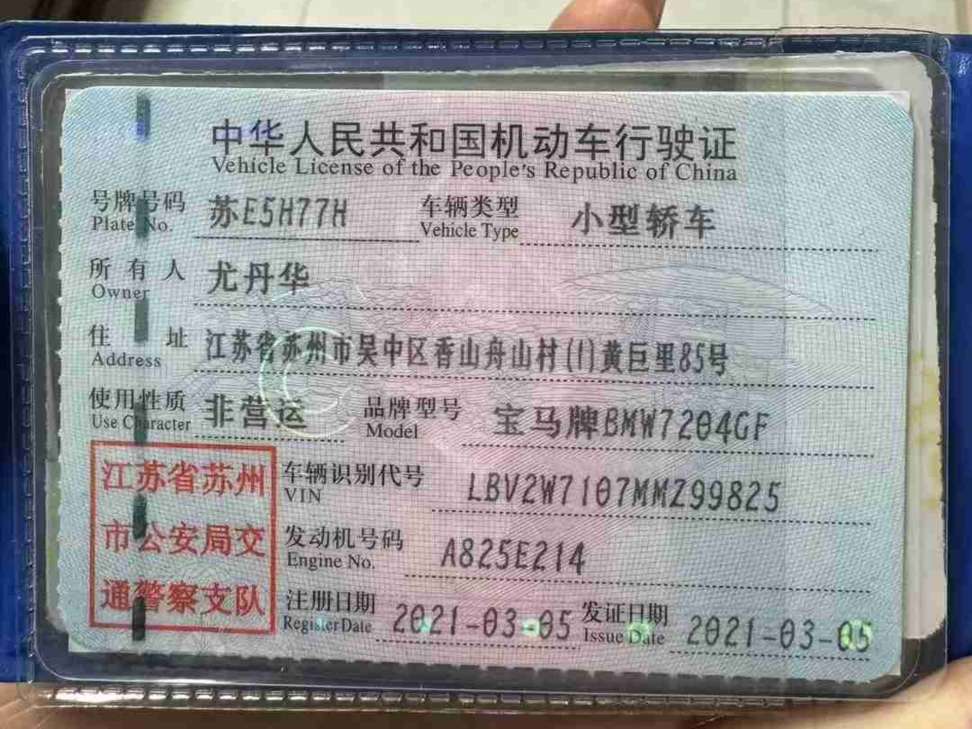 中华人民共和国机动车行驶证
Vehicle License of the People's Republic of China
号牌号码 苏E5H77H 车辆类型 小型轿车
Plate No. Vehicle Type
所有人 尤丹华
Owner
住址 江苏省苏州市吴中区香山舟山村(1)黄巨里85号
Address
使用性质 非营运 品牌型号 宝马牌BMW7204GF
Use Character Model
江苏省苏州 车辆识别代号 LBV2W7107MMZ99825
VIN
市公安局交 发动机号码 A825E214
Engine No.
通警察支队 注册日期 2021-03-05 发证日期 2021-03-05
Register Date Issue Date